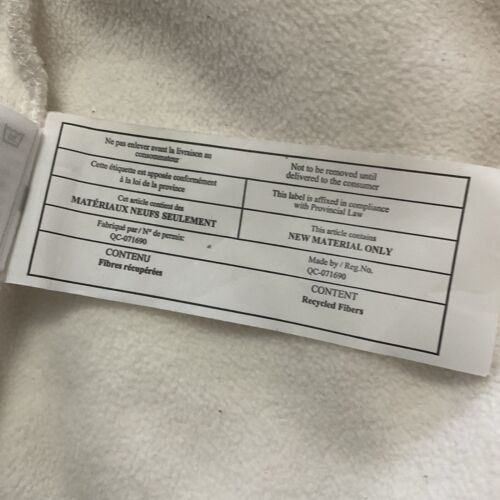 Ne pas enlever avant la livraison au
consommateur
Cette étiquette est apposée conformément
à la loi de la province
Cet article contient des
MATÉRIAUX NEUFS SEULEMENT
Fabriqué par / N° de permis:
QC-071690
CONTENU
Fibres récupérées
Not to be removed until
delivered to the consumer
This label is affixed in compliance
with Provincial Law
This article contains
NEW MATERIAL ONLY
Made by / Reg.No.
QC-071690
CONTENT
Recycled Fibers